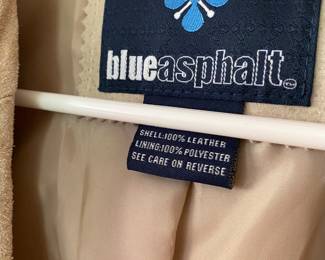 blueasphalt.
SHELL:100% LEATHER
LINING:100% POLYESTER
SEE CARE ON REVERSE